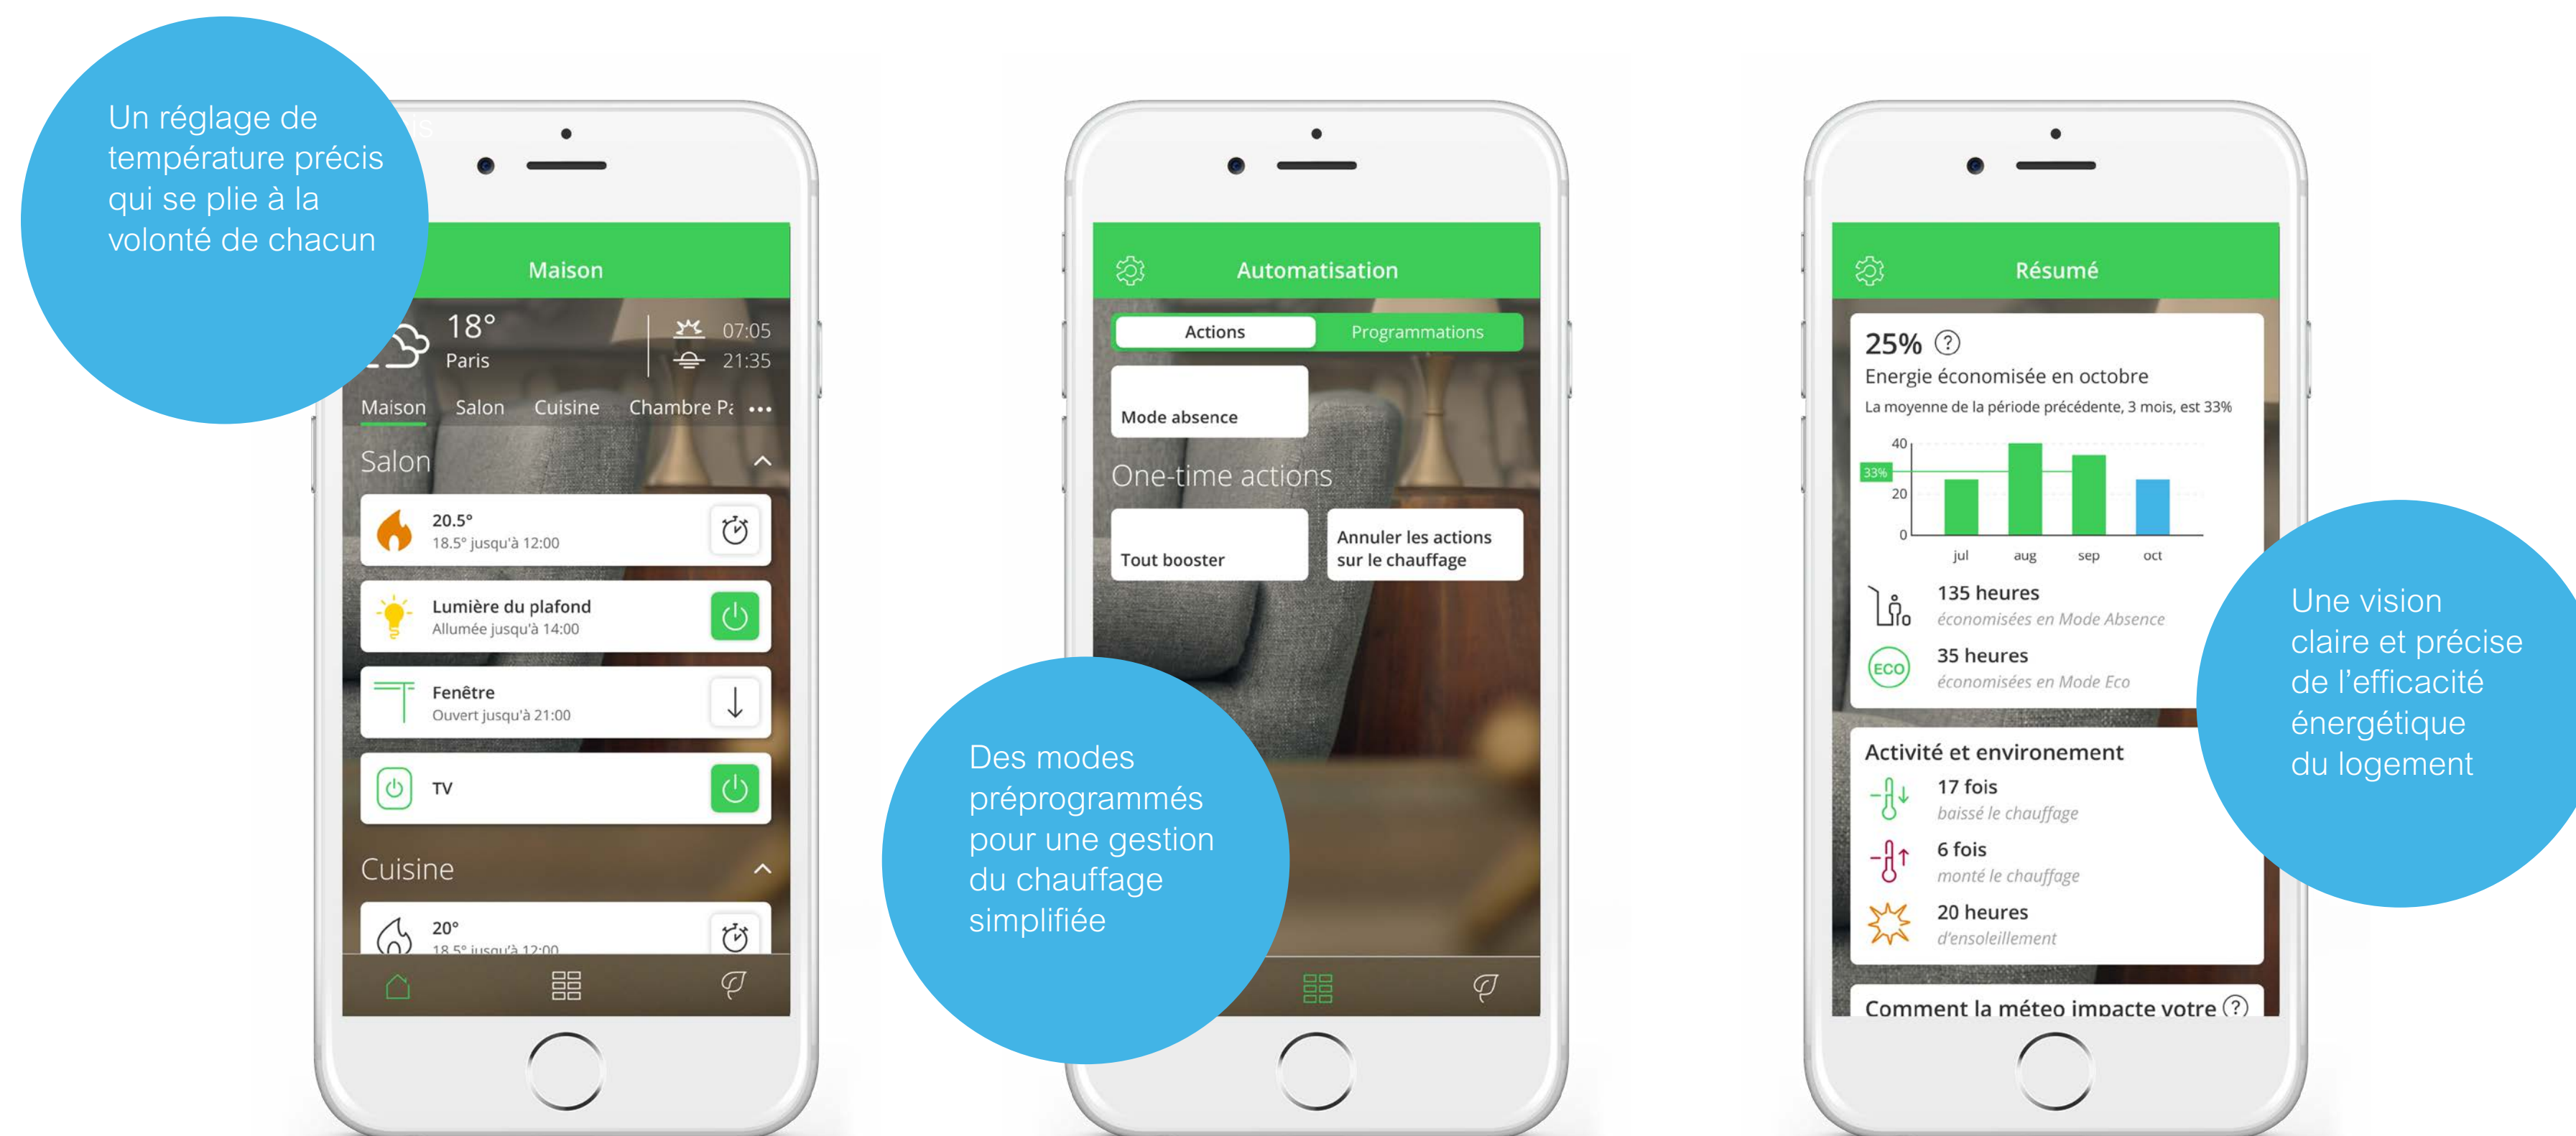 Un réglage de
température précis
qui se plie à la
volonté de chacun
is
Maison
18°
Paris
07:05
21:35
Maison Salon Cuisine Chambre
Salon
20.5°
18.5° jusqu'à 12:00
Lumière du plafond
Allumée jusqu'à 14:00
Fenêtre
Ouvert jusqu'à 21:00
TV
Cuisine
20°
18.5° jusqu'à 12:00
Automatisation
Actions Programmations
Mode absence
One-time actions
Tout booster
Annuler les actions
sur le chauffage
Des modes
préprogrammés
pour une gestion
du chauffage
simplifiée
Résumé
25% ?
Energie économisée en octobre
La moyenne de la période précédente, 3 mois, est 33%
40
33%
20
0
jul aug sep oct
135 heures
économisées en Mode Absence
ECO
35 heures
économisées en Mode Eco
Activité et environement
17 fois
baissé le chauffage
6 fois
monté le chauffage
20 heures
d'ensoleillement
Comment la méteo impacte votre ?
Une vision
claire et précise
de l'efficacité
énergétique
du logement